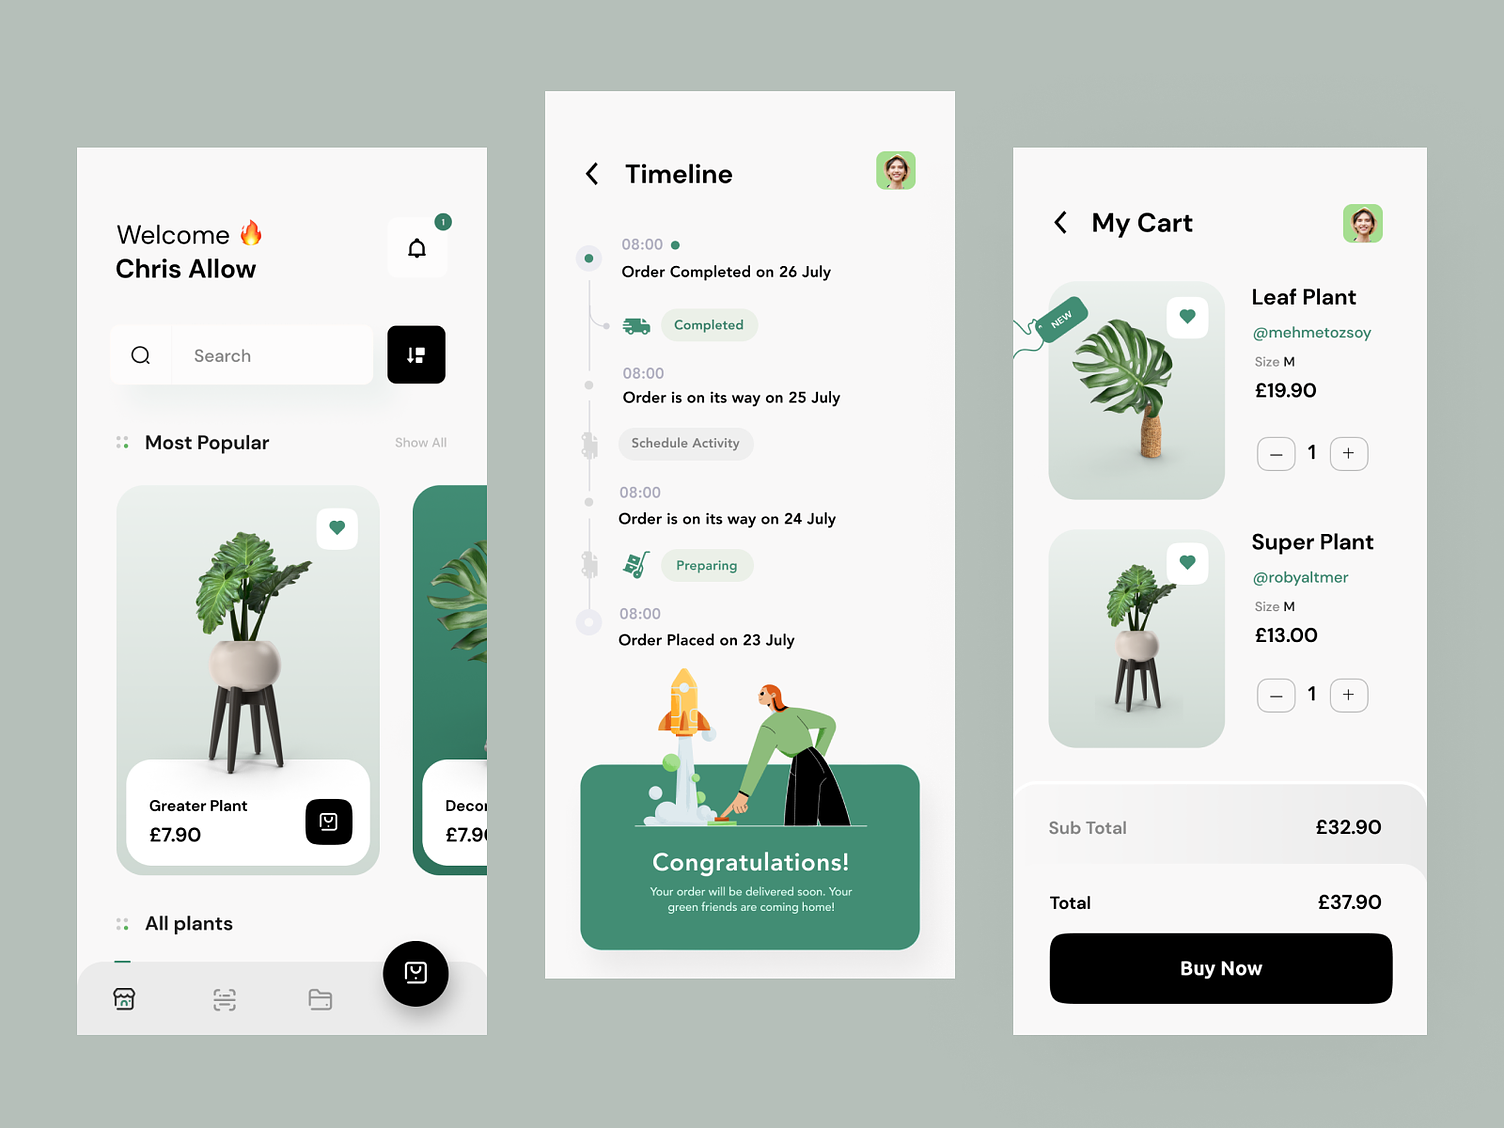 Welcome 🔥
Chris Allow
1
Search
Most Popular
Show All
Greater Plant
£7.90
Decor
£7.90
All plants
Timeline
08:00
Order Completed on 26 July
Completed
08:00
Order is on its way on 25 July
Schedule Activity
08:00
Order is on its way on 24 July
Preparing
08:00
Order Placed on 23 July
Congratulations!
Your order will be delivered soon. Your
green friends are coming home!
My Cart
NEW
Leaf Plant
@mehmetozsoy
Size M
£19.90
– 1 +
Super Plant
@robyaltmer
Size M
£13.00
– 1 +
Sub Total £32.90
Total £37.90
Buy Now